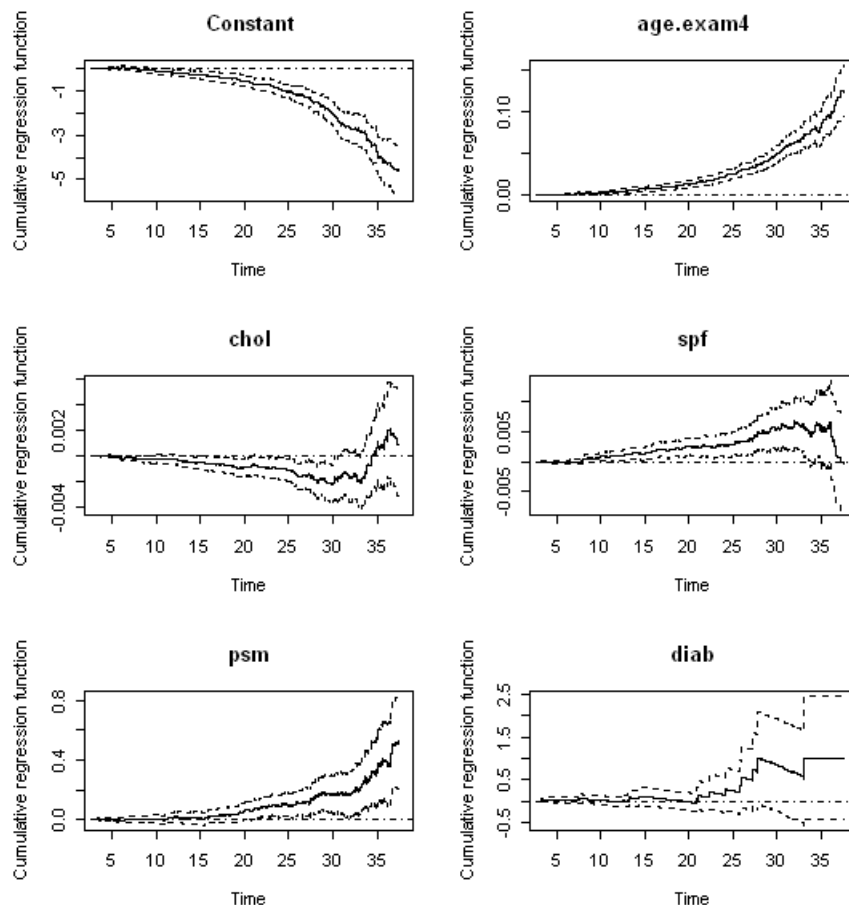 Constant
Cumulative regression function
-1
-3
-5
5 10 15 20 25 30 35
Time
age.exam4
Cumulative regression function
0.10
0.00
5 10 15 20 25 30 35
Time
chol
Cumulative regression function
0.002
-0.004
5 10 15 20 25 30 35
Time
spf
Cumulative regression function
0.005
-0.005
5 10 15 20 25 30 35
Time
psm
Cumulative regression function
0.8
0.4
0.0
5 10 15 20 25 30 35
Time
diab
Cumulative regression function
2.5
1.5
0.5
-0.5
5 10 15 20 25 30 35
Time